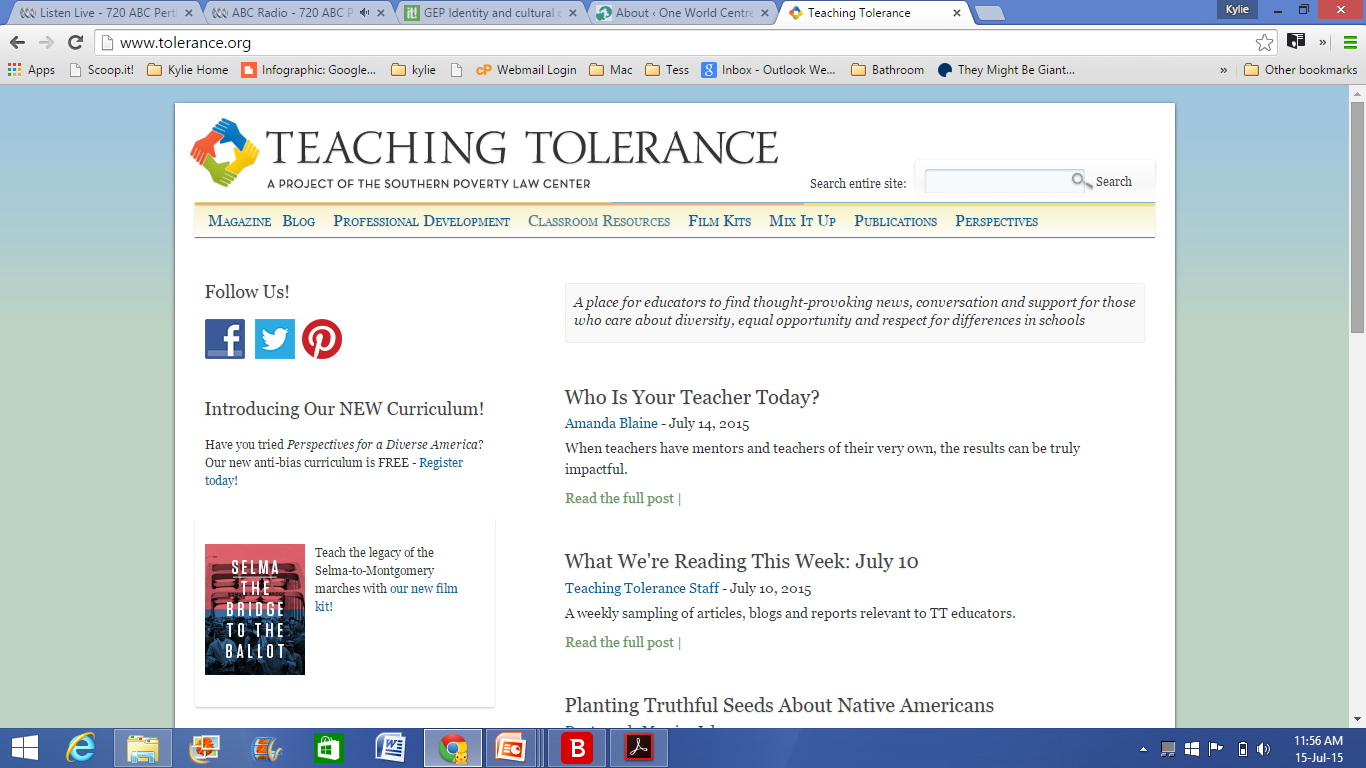 Listen Live - 720 ABC Pert
ABC Radio - 720 ABC P
GEP Identity and cultural e
About ‹ One World Centre
Teaching Tolerance
Kylie
www.tolerance.org
Apps
Scoop.it!
Kylie Home
Infographic: Google...
kylie
Webmail Login
Mac
Tess
Inbox - Outlook We...
Bathroom
They Might Be Giant...
»
Other bookmarks
TEACHING TOLERANCE
A PROJECT OF THE SOUTHERN POVERTY LAW CENTER
Search entire site:
Search
Magazine Blog Professional Development Classroom Resources Film Kits Mix It Up Publications Perspectives
Follow Us!
Introducing Our NEW Curriculum!
Have you tried Perspectives for a Diverse America?
Our new anti-bias curriculum is FREE - Register
today!
SELMA
THE
BRIDGE
TO THE
BALLOT
Teach the legacy of the
Selma-to-Montgomery
marches with our new film
kit!
A place for educators to find thought-provoking news, conversation and support for those
who care about diversity, equal opportunity and respect for differences in schools
Who Is Your Teacher Today?
Amanda Blaine - July 14, 2015
When teachers have mentors and teachers of their very own, the results can be truly
impactful.
Read the full post |
What We're Reading This Week: July 10
Teaching Tolerance Staff - July 10, 2015
A weekly sampling of articles, blogs and reports relevant to TT educators.
Read the full post |
Planting Truthful Seeds About Native Americans
11:56 AM
15-Jul-15